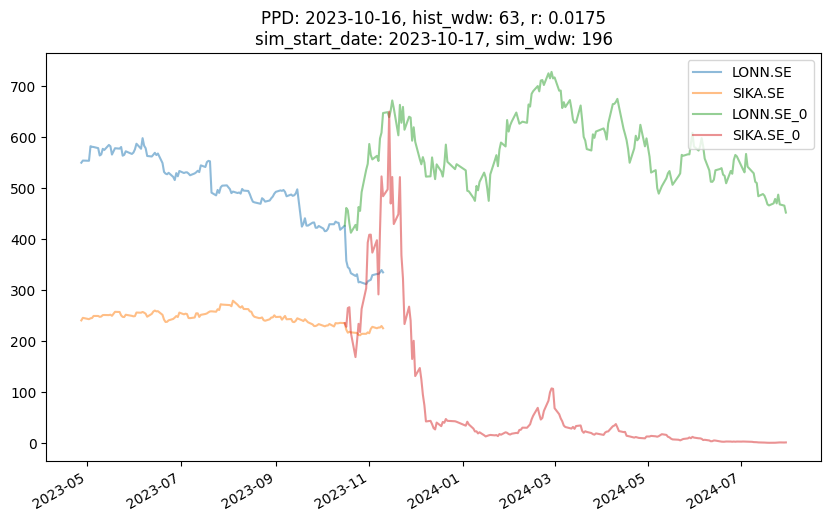 PPD: 2023-10-16, hist_wdw: 63, r: 0.0175
sim_start_date: 2023-10-17, sim_wdw: 196
LONN.SE
SIKA.SE
LONN.SE_0
SIKA.SE_0
700
600
500
400
300
200
100
0
2023-05
2023-07
2023-09
2023-11
2024-01
2024-03
2024-05
2024-07